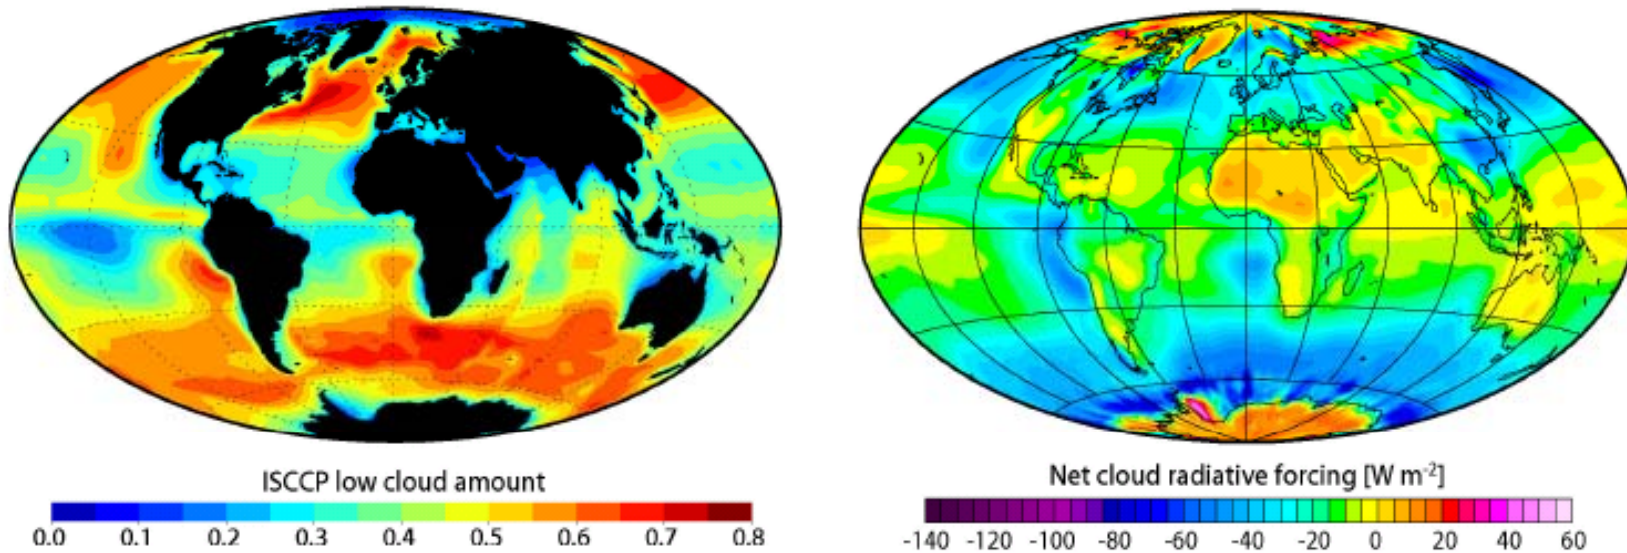 ISCCP low cloud amount
0.0 0.1 0.2 0.3 0.4 0.5 0.6 0.7 0.8
Net cloud radiative forcing [W m⁻²]
-140 -120 -100 -80 -60 -40 -20 0 20 40 60